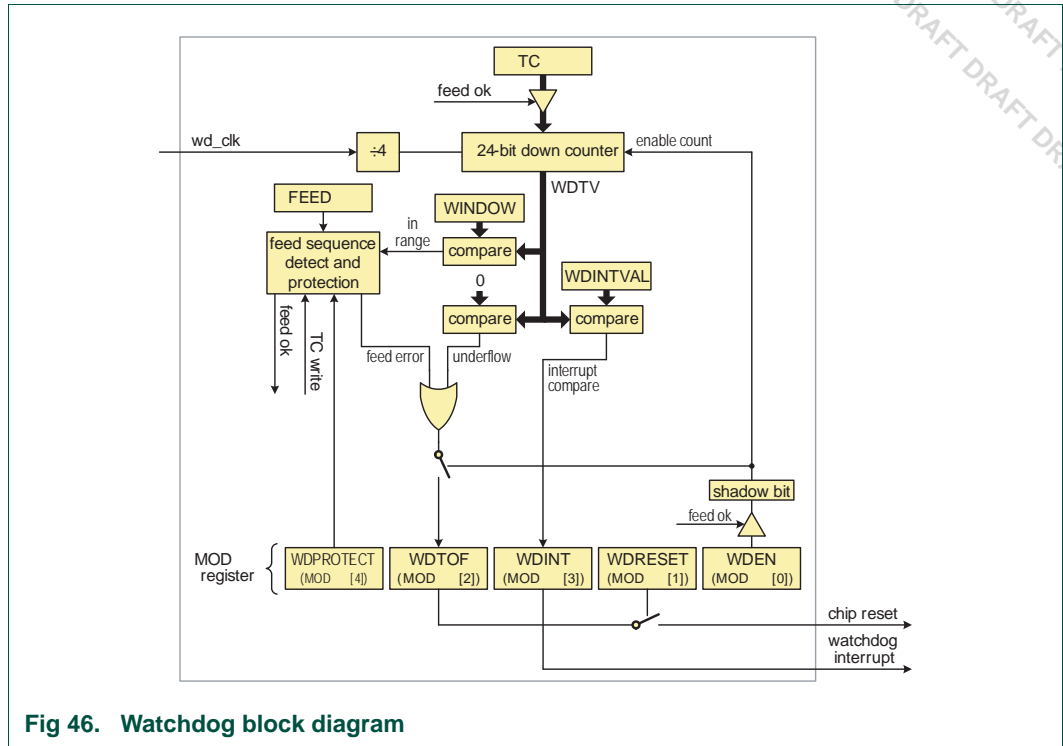 DRAFT
DRAFT DRAFT
TC
feed ok
wd_clk
÷4
24-bit down counter
enable count
WDTV
FEED
WINDOW
in
range
feed sequence
detect and
protection
compare
0
WDINTVAL
compare
compare
feed ok
TC write
feed error
underflow
interrupt
compare
shadow bit
feed ok
MOD
register
WDPROTECT
(MOD [4])
WDTOF
(MOD [2])
WDINT
(MOD [3])
WDRESET
(MOD [1])
WDEN
(MOD [0])
chip reset
watchdog
interrupt
Fig 46. Watchdog block diagram